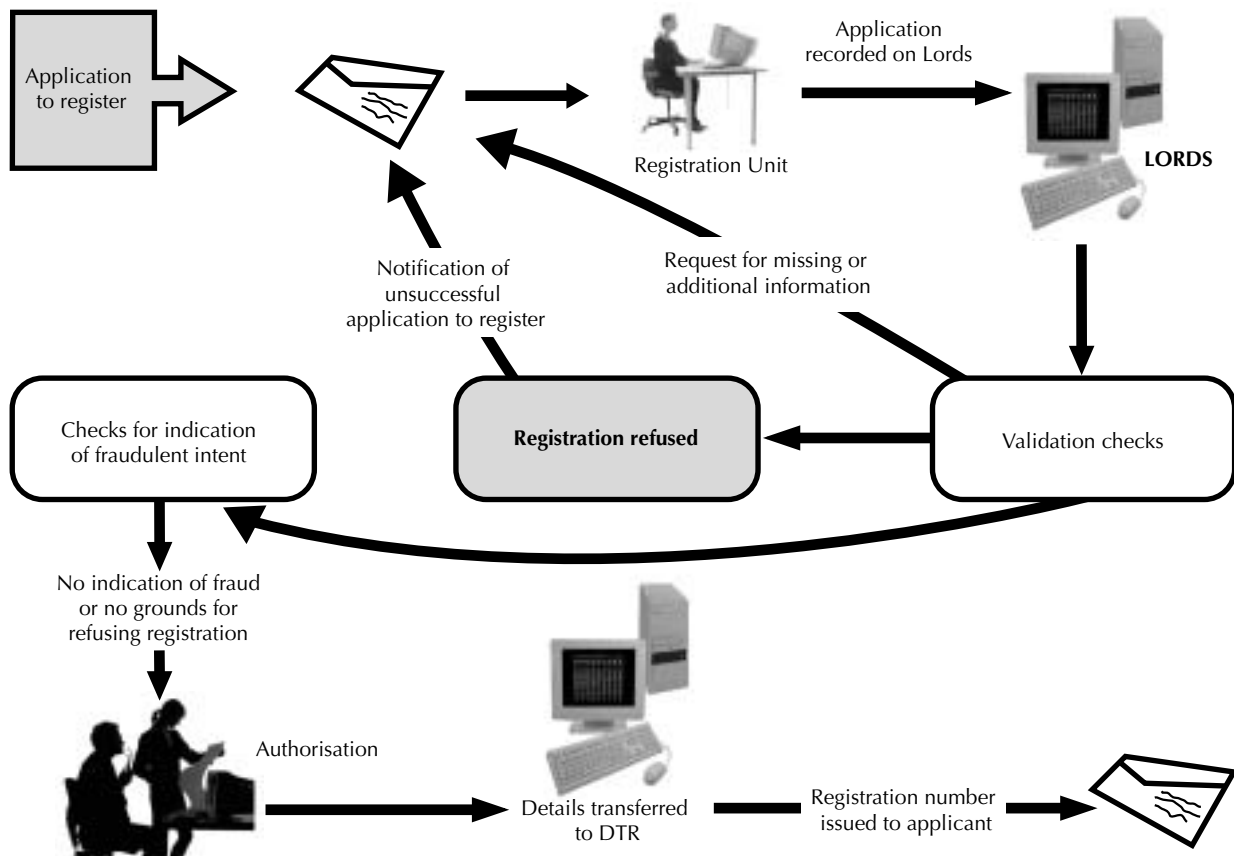 Application
to register
Application
recorded on Lords
Registration Unit
LORDS
Notification of
unsuccessful
application to register
Request for missing or
additional information
Checks for indication
of fraudulent intent
Registration refused
Validation checks
No indication of fraud
or no grounds for
refusing registration
Authorisation
Details transferred
to DTR
Registration number
issued to applicant